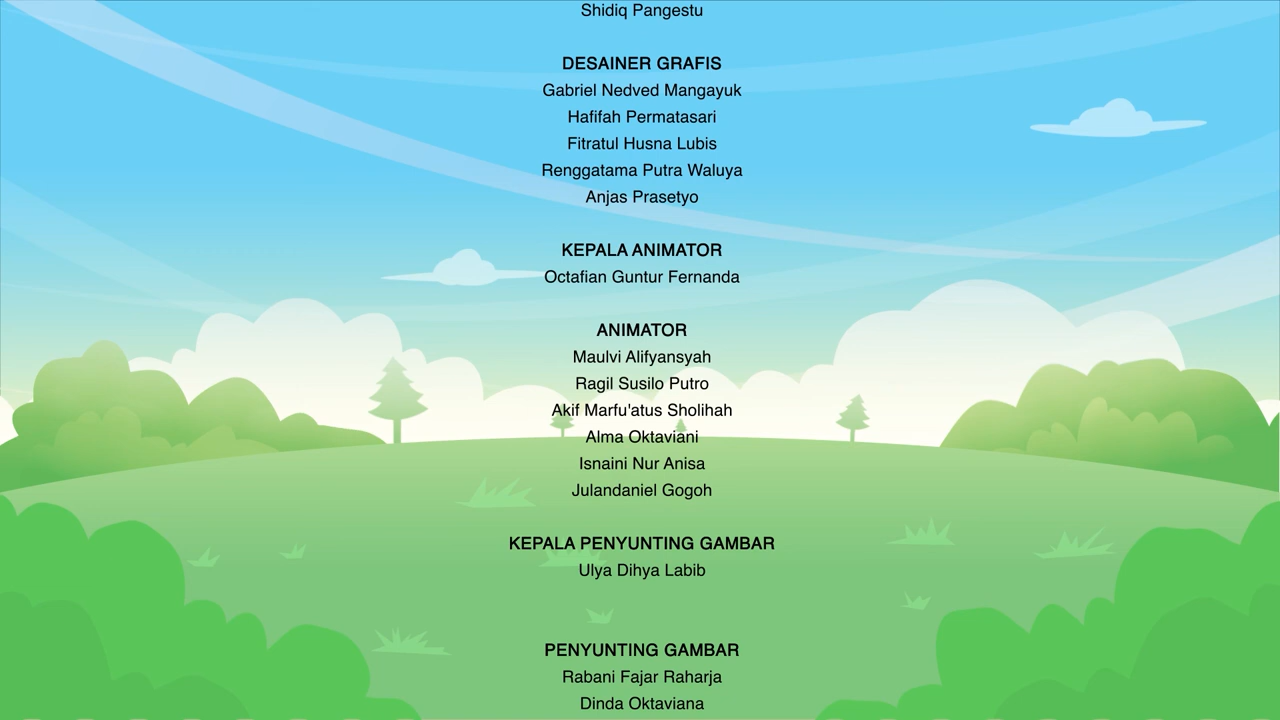 Shidiq Pangestu
DESAINER GRAFIS
Gabriel Nedved Mangayuk
Hafifah Permatasari
Fitratul Husna Lubis
Renggatama Putra Waluya
Anjas Prasetyo
KEPALA ANIMATOR
Octafian Guntur Fernanda
ANIMATOR
Maulvi Alifyansyah
Ragil Susilo Putro
Akif Marfu'atus Sholihah
Alma Oktaviani
Isnaini Nur Anisa
Julandaniel Gogoh
KEPALA PENYUNTING GAMBAR
Ulya Dihya Labib
PENYUNTING GAMBAR
Rabani Fajar Raharja
Dinda Oktaviana